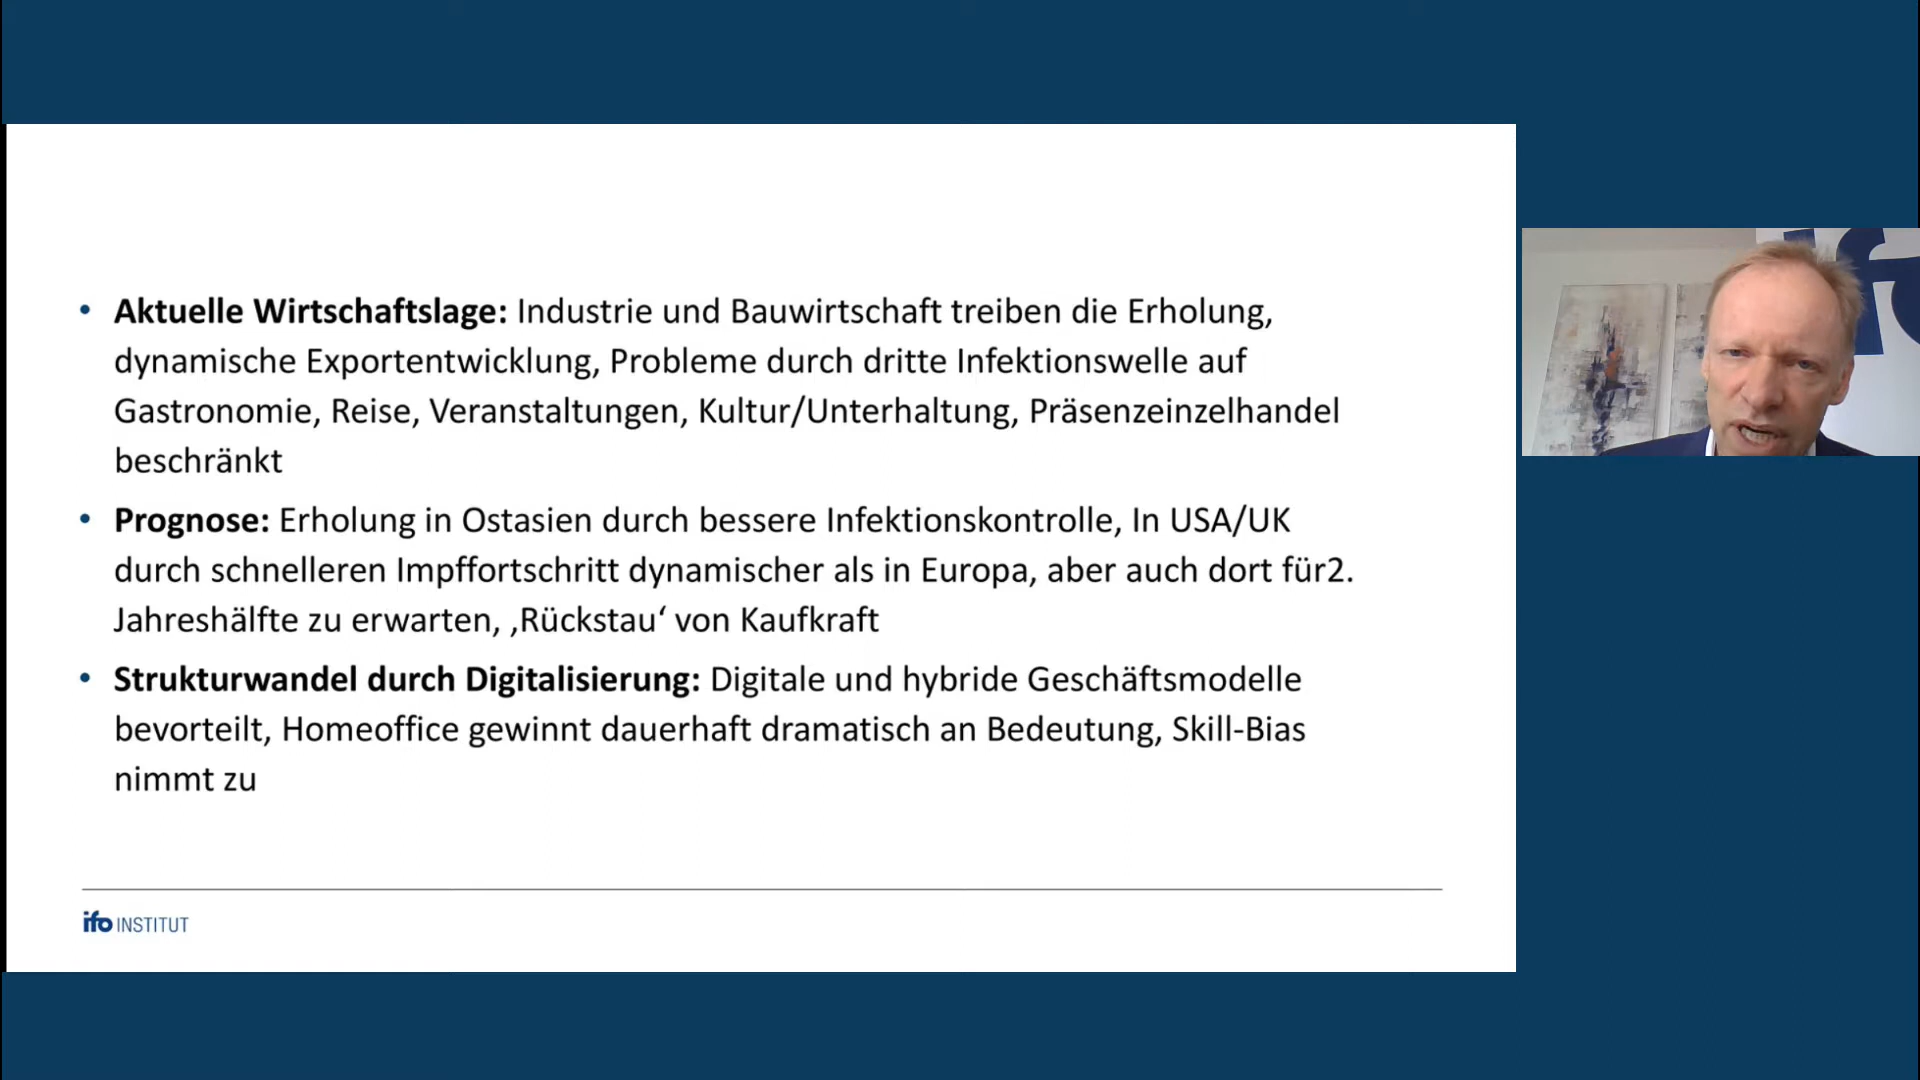 • Aktuelle Wirtschaftslage: Industrie und Bauwirtschaft treiben die Erholung,
dynamische Exportentwicklung, Probleme durch dritte Infektionswelle auf
Gastronomie, Reise, Veranstaltungen, Kultur/Unterhaltung, Präsenzeinzelhandel
beschränkt
• Prognose: Erholung in Ostasien durch bessere Infektionskontrolle, In USA/UK
durch schnelleren Impffortschritt dynamischer als in Europa, aber auch dort für2.
Jahreshälfte zu erwarten, ‚Rückstau‘ von Kaufkraft
• Strukturwandel durch Digitalisierung: Digitale und hybride Geschäftsmodelle
bevorteilt, Homeoffice gewinnt dauerhaft dramatisch an Bedeutung, Skill-Bias
nimmt zu
ifo INSTITUT